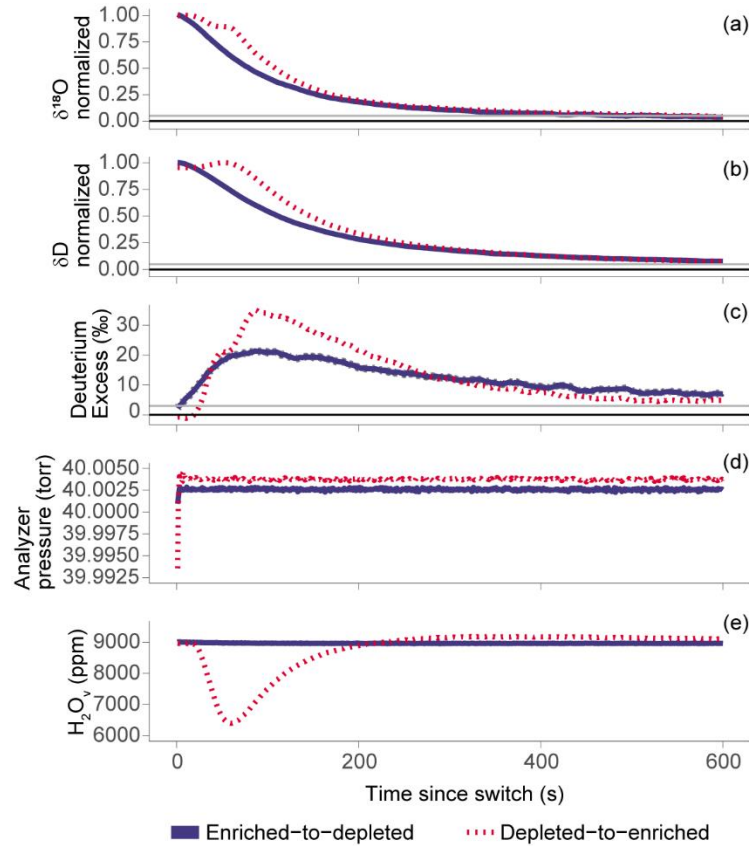 (a)
δ¹⁸O
normalized
1.00
0.75
0.50
0.25
0.00
(b)
δD
normalized
1.00
0.75
0.50
0.25
0.00
(c)
Deuterium
Excess (‰)
30
20
10
0
(d)
Analyzer
pressure (torr)
40.0050
40.0025
40.0000
39.9975
39.9950
39.9925
(e)
H₂Oᵥ (ppm)
9000
8000
7000
6000
0 200 400 600
Time since switch (s)
Enriched−to−depleted Depleted−to−enriched